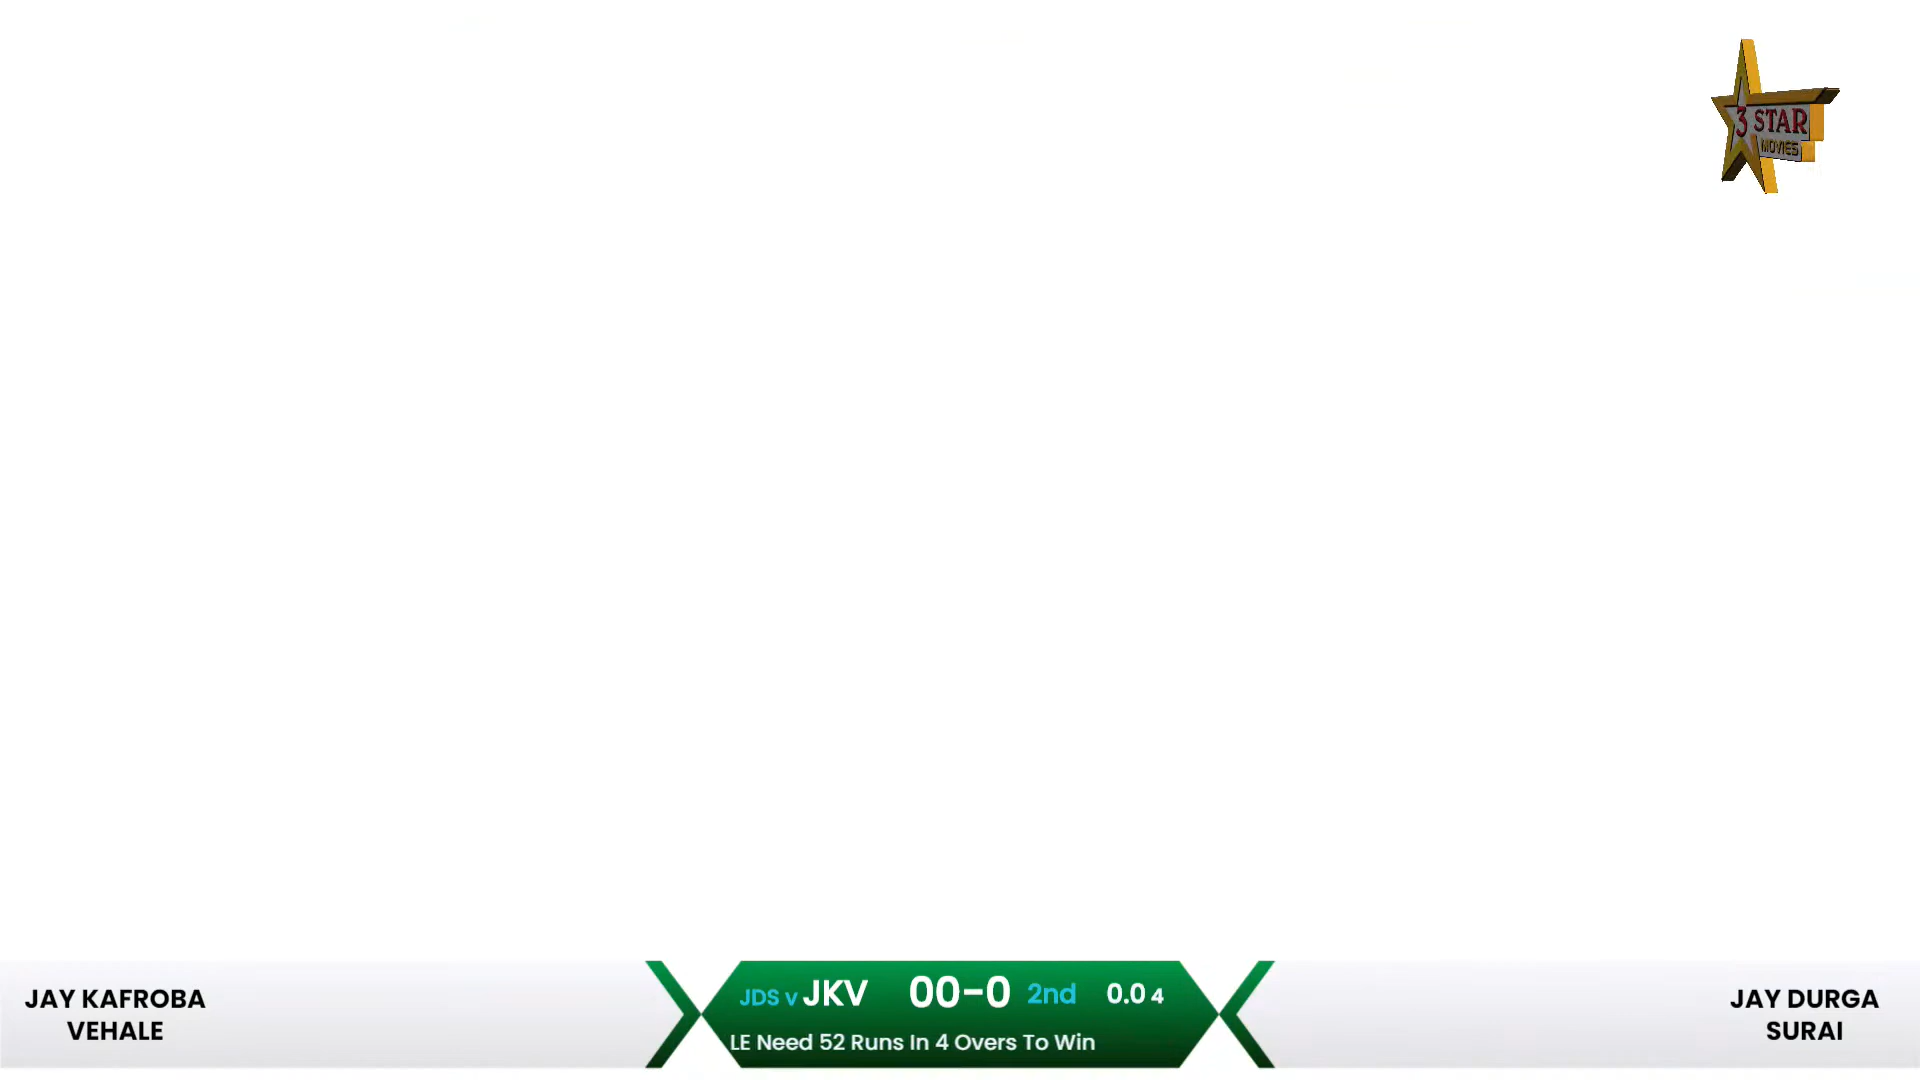 3 STAR
MOVIES
JAY KAFROBA
VEHALE
JDS v JKV 00-0 2nd 0.0 4
LE Need 52 Runs In 4 Overs To Win
JAY DURGA
SURAI